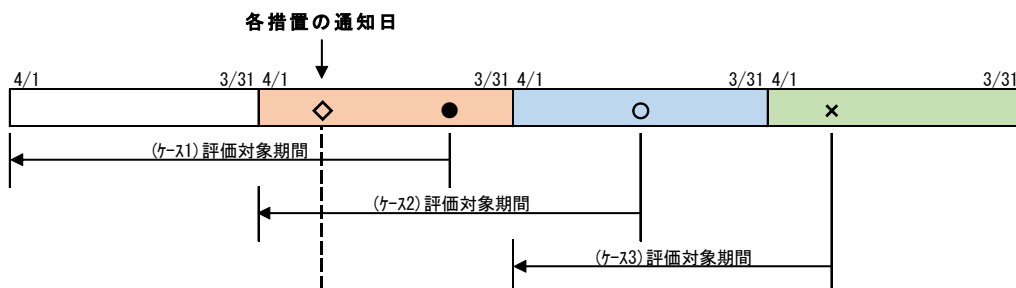 各措置の通知日
4/1 3/31 4/1 3/31 4/1 3/31 4/1 3/31
(ｹｰｽ1)評価対象期間
(ｹｰｽ2)評価対象期間
(ｹｰｽ3)評価対象期間